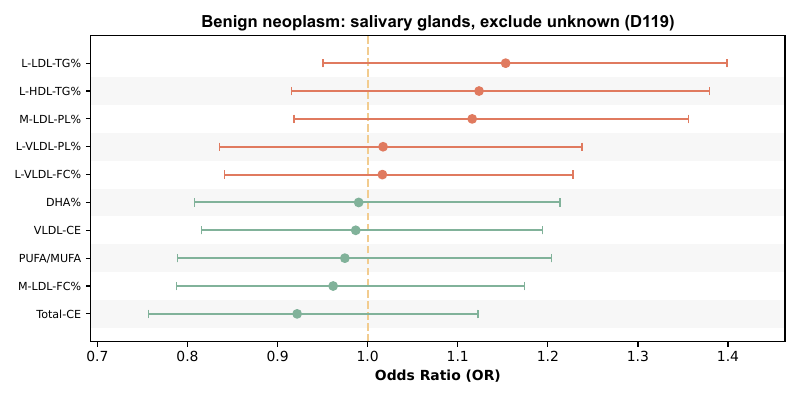 Benign neoplasm: salivary glands, exclude unknown (D119)
L-LDL-TG%
L-HDL-TG%
M-LDL-PL%
L-VLDL-PL%
L-VLDL-FC%
DHA%
VLDL-CE
PUFA/MUFA
M-LDL-FC%
Total-CE
0.7 0.8 0.9 1.0 1.1 1.2 1.3 1.4
Odds Ratio (OR)